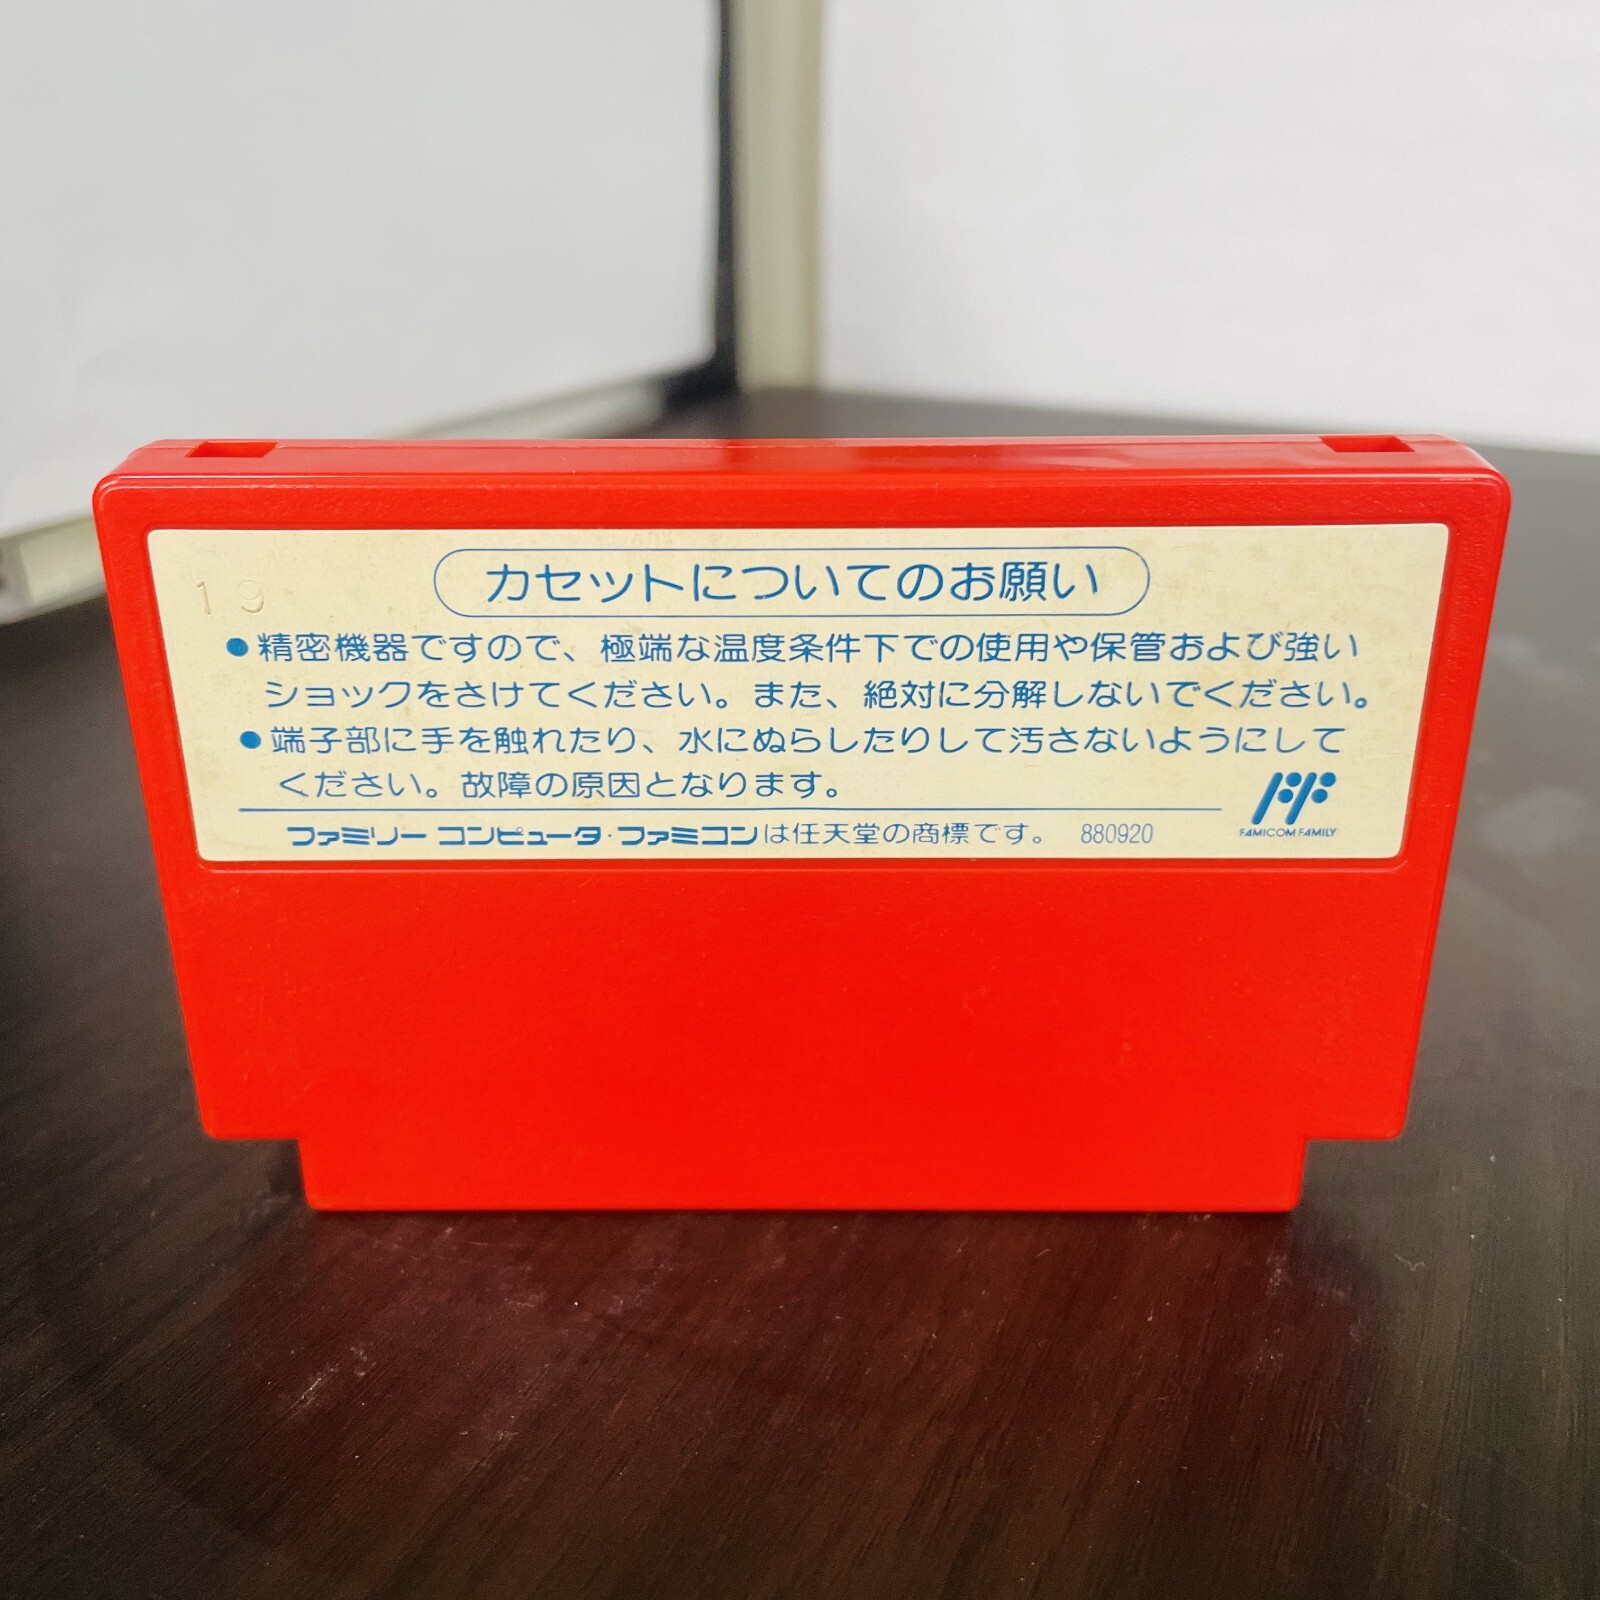 カセットについてのお願い
19
●精密機器ですので、極端な温度条件下での使用や保管および強い
ショックをさけてください。また、絶対に分解しないでください。
●端子部に手を触れたり、水にぬらしたりして汚さないようにして
ください。故障の原因となります。
ファミリーコンピュータ・ファミコンは任天堂の商標です。 880920
FAMICOM FAMILY